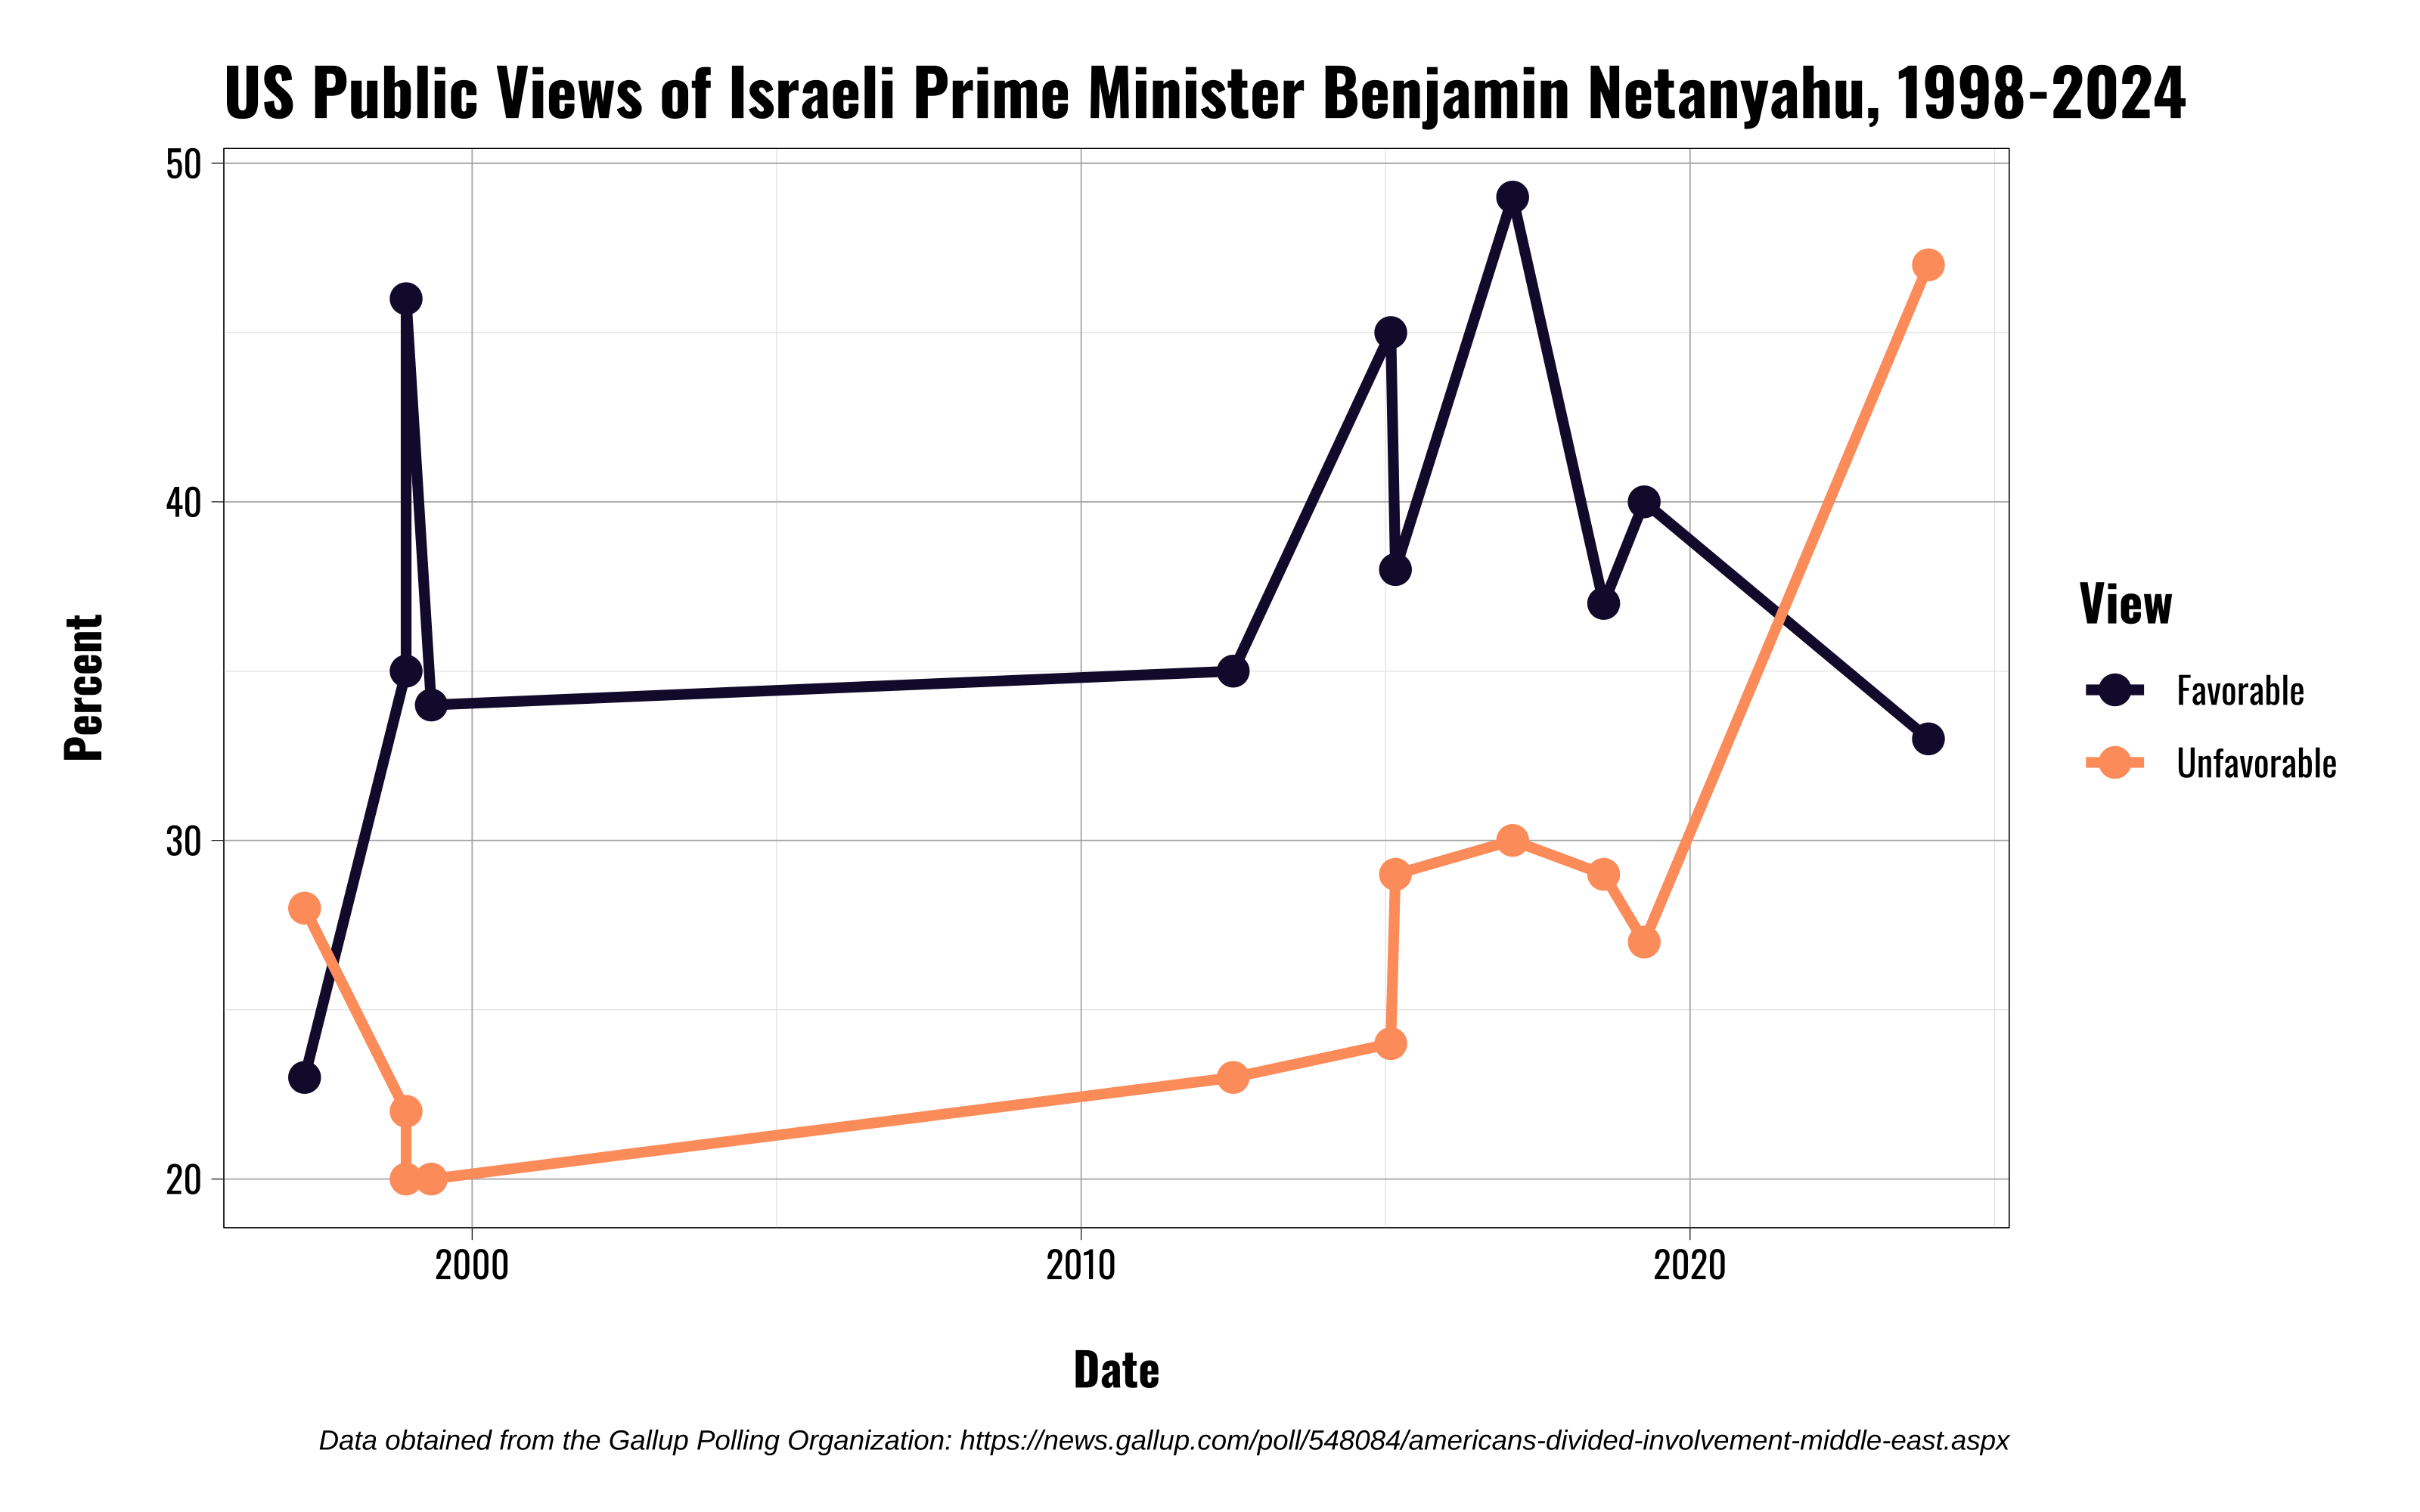 US Public Views of Israeli Prime Minister Benjamin Netanyahu, 1998-2024
50
40
30
20
Percent
2000
2010
2020
Date
View
Favorable
Unfavorable
Data obtained from the Gallup Polling Organization: https://news.gallup.com/poll/548084/americans-divided-involvement-middle-east.aspx